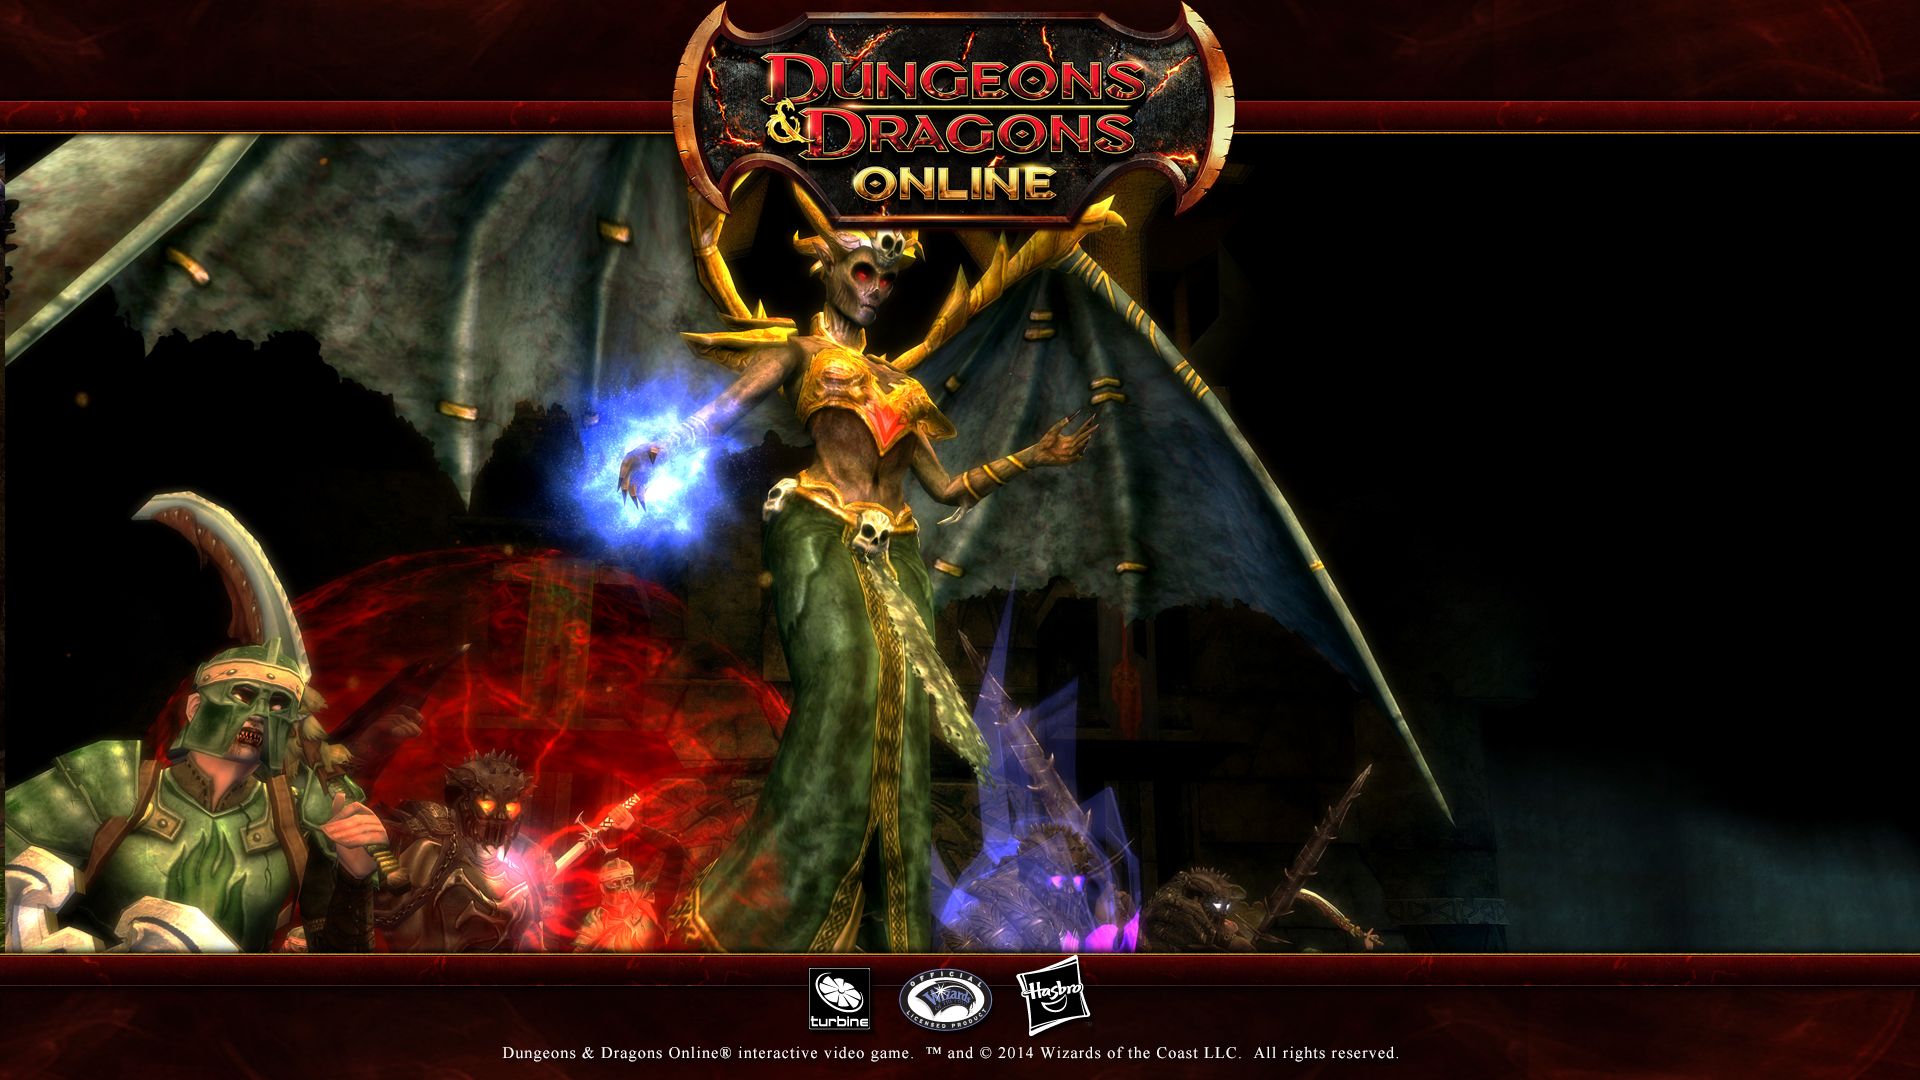 DUNGEONS
& DRAGONS
ONLINE
turbine
OFFICIAL
Wizards
LICENSED PRODUCT
Hasbro
Dungeons & Dragons Online® interactive video game. ™ and © 2014 Wizards of the Coast LLC. All rights reserved.